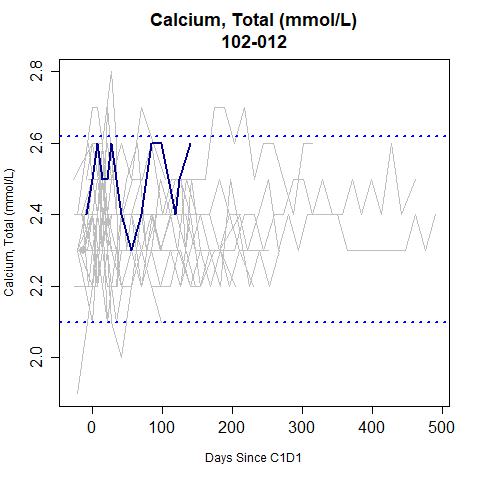 Calcium, Total (mmol/L)
102-012
Calcium, Total (mmol/L)
2.8
2.6
2.4
2.2
2.0
0 100 200 300 400 500
Days Since C1D1